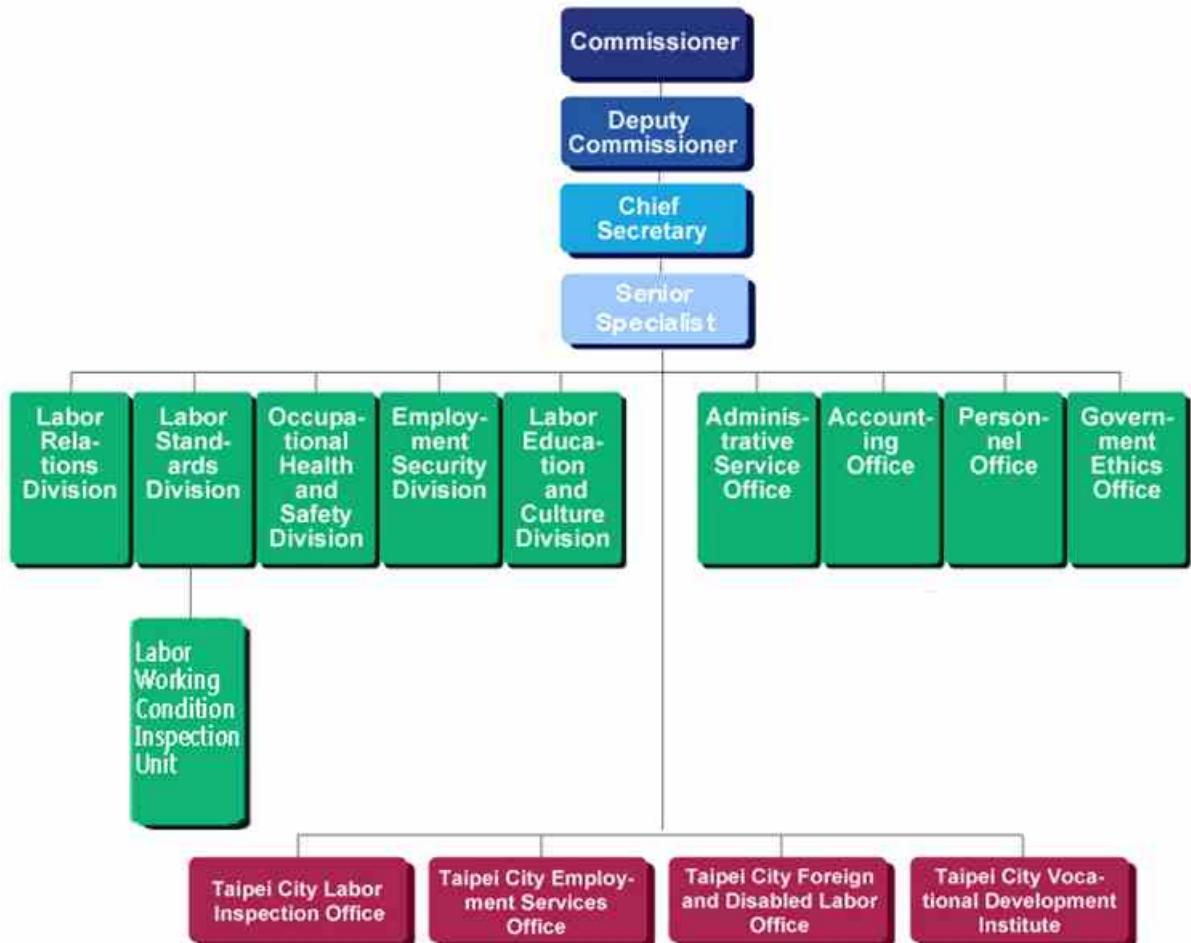 Commissioner
Deputy
Commissioner
Chief
Secretary
Senior
Specialist
Labor
Rela-
tions
Division
Labor
Stand-
ards
Division
Occupa-
tional
Health
and
Safety
Division
Employ-
ment
Security
Division
Labor
Educa-
tion
and
Culture
Division
Adminis-
trative
Service
Office
Account-
ing
Office
Person-
nel
Office
Govern-
ment
Ethics
Office
Labor
Working
Condition
Inspection
Unit
Taipei City Labor
Inspection Office
Taipei City Employ-
ment Services
Office
Taipei City Foreign
and Disabled Labor
Office
Taipei City Voca-
tional Development
Institute